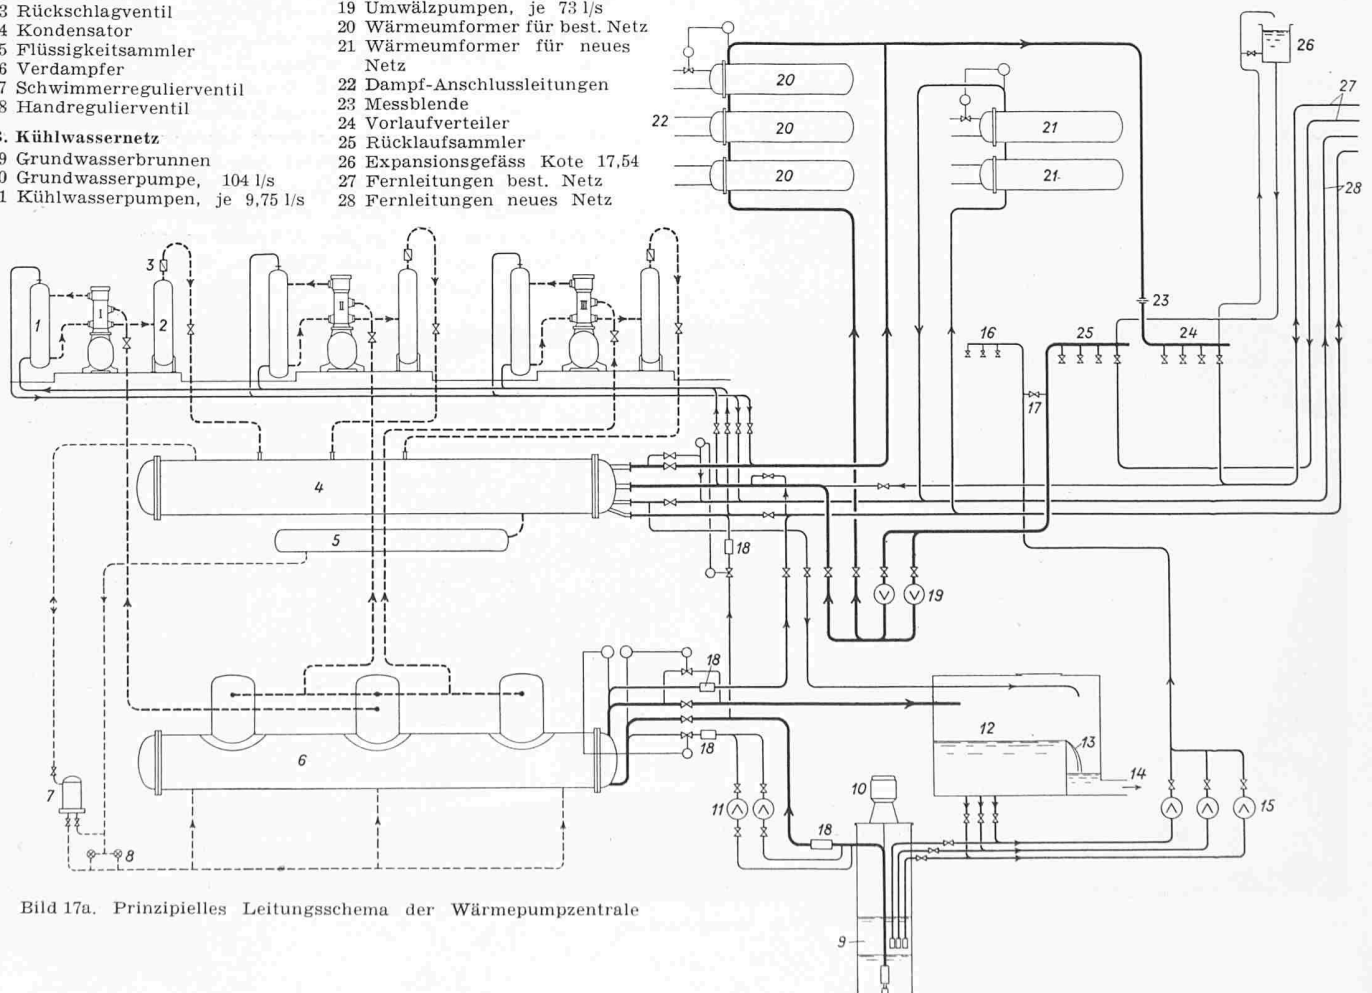 3 Rückschlagventil
4 Kondensator
5 Flüssigkeitsammler
6 Verdampfer
7 Schwimmerregulierventil
8 Handregulierventil
. Kühlwassernetz
9 Grundwasserbrunnen
0 Grundwasserpumpe, 104 l/s
1 Kühlwasserpumpen, je 9,75 l/s
19 Umwälzpumpen, je 73 l/s
20 Wärmeumformer für best. Netz
21 Wärmeumformer für neues
Netz
22 Dampf-Anschlussleitungen
23 Messblende
24 Vorlaufverteiler
25 Rücklaufsammler
26 Expansionsgefäss Kote 17,54
27 Fernleitungen best. Netz
28 Fernleitungen neues Netz
26
20
27
22
20
21
20
21
28
3
1
I
2
II
III
23
16
25
24
17
4
5
18
19
18
12
13
14
6
18
7
8
11
10
18
15
9
Bild 17a. Prinzipielles Leitungsschema der Wärmepumpzentrale